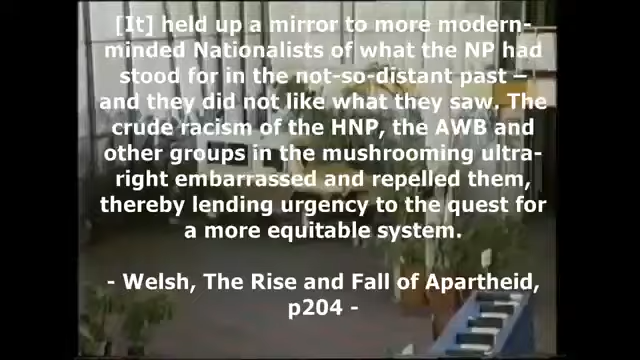 [It] held up a mirror to more modern-
minded Nationalists of what the NP had
stood for in the not-so-distant past –
and they did not like what they saw. The
crude racism of the HNP, the AWB and
other groups in the mushrooming ultra-
right embarrassed and repelled them,
thereby lending urgency to the quest for
a more equitable system.
- Welsh, The Rise and Fall of Apartheid,
p204 -